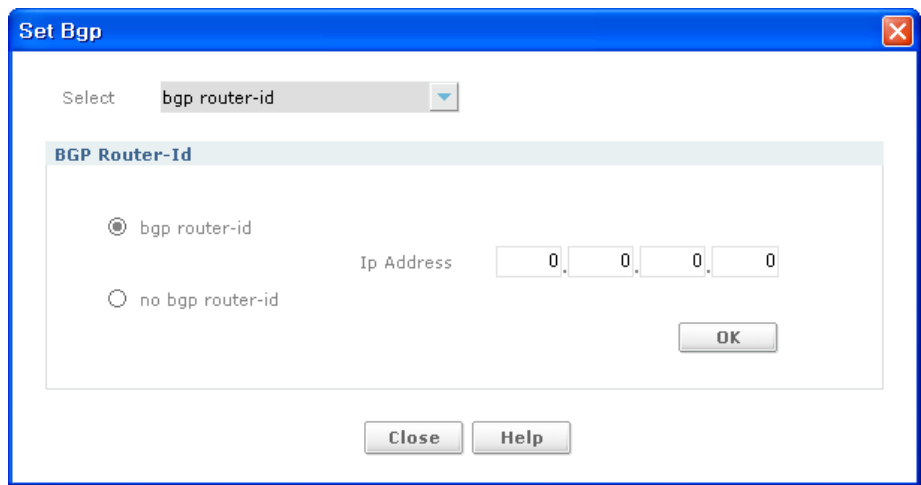 Set Bgp
Select bgp router-id
BGP Router-Id
bgp router-id
Ip Address 0. 0. 0. 0
no bgp router-id
OK
Close Help